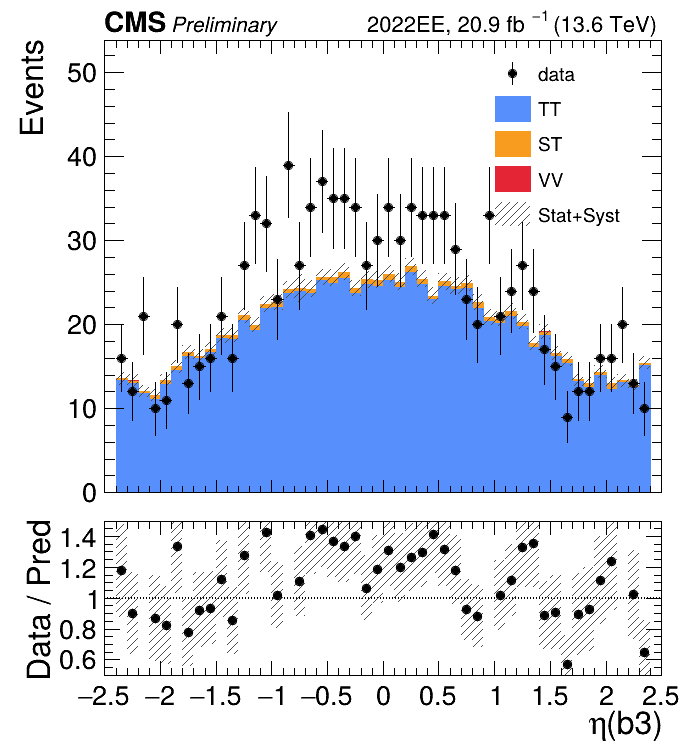 CMS Preliminary 2022EE, 20.9 fb⁻¹ (13.6 TeV)
Events
50
40
30
20
10
0
data
TT
ST
VV
Stat+Syst
Data / Pred
1.4
1.2
1
0.8
0.6
−2.5 −2 −1.5 −1 −0.5 0 0.5 1 1.5 2 2.5
η(b3)